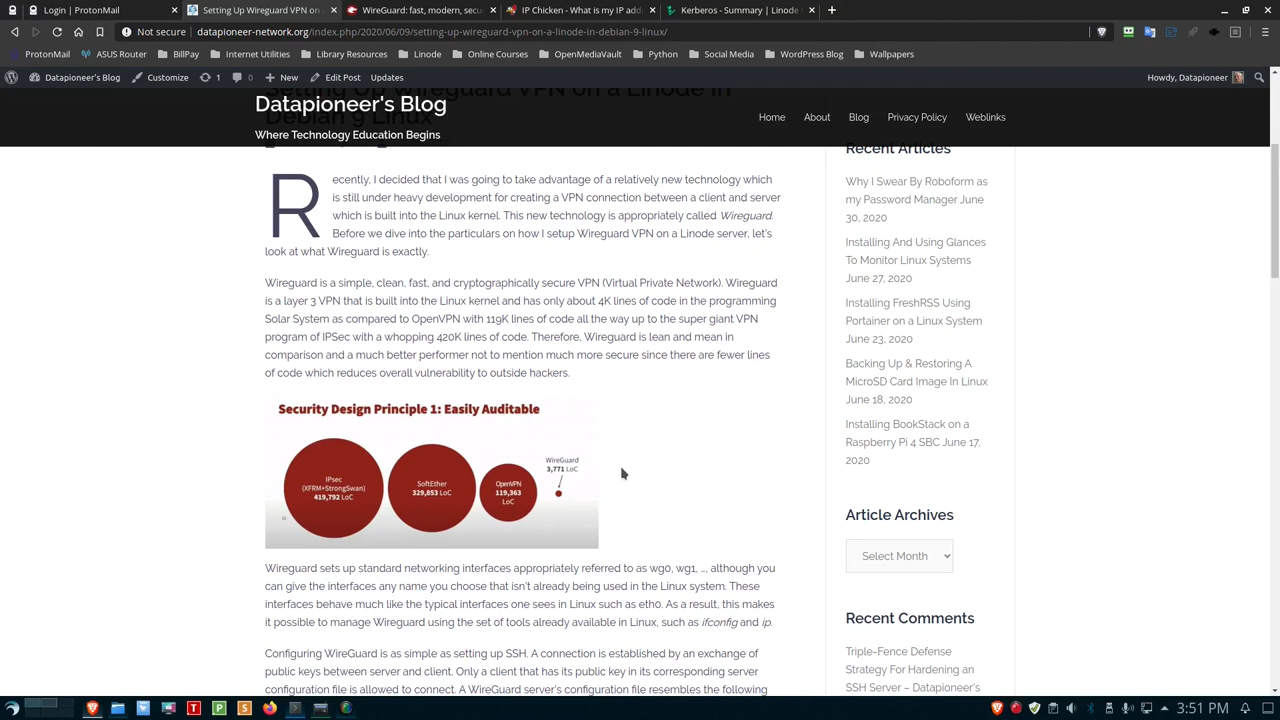 Login | ProtonMail
Setting Up Wireguard VPN on
WireGuard: fast, modern, secu
IP Chicken - What is my IP add
Kerberos - Summary | Linode
Not secure | datapioneer-network.org/index.php/2020/06/09/setting-up-wireguard-vpn-on-a-linode-in-debian-9-linux/
ProtonMail ASUS Router BillPay Internet Utilities Library Resources Linode Online Courses OpenMediaVault Python Social Media WordPress Blog Wallpapers
Datapioneer's Blog Customize 1 0 New Edit Post Updates Howdy, Datapioneer
Setting Up Wireguard VPN on a Linode in
Debian 9 Linux
Datapioneer's Blog
Where Technology Education Begins
Home About Blog Privacy Policy Weblinks
Recently, I decided that I was going to take advantage of a relatively new technology which
is still under heavy development for creating a VPN connection between a client and server
which is built into the Linux kernel. This new technology is appropriately called Wireguard.
Before we dive into the particulars on how I setup Wireguard VPN on a Linode server, let's
look at what Wireguard is exactly.
Wireguard is a simple, clean, fast, and cryptographically secure VPN (Virtual Private Network). Wireguard
is a layer 3 VPN that is built into the Linux kernel and has only about 4K lines of code in the programming
Solar System as compared to OpenVPN with 119K lines of code all the way up to the super giant VPN
program of IPSec with a whopping 420K lines of code. Therefore, Wireguard is lean and mean in
comparison and a much better performer not to mention much more secure since there are fewer
lines of code which reduces overall vulnerability to outside hackers.
Security Design Principle 1: Easily Auditable
IPsec
(XFRM+StrongSwan)
419,792 LoC
SoftEther
329,853 LoC
OpenVPN
119,363
LoC
WireGuard
3,771 LoC
Wireguard sets up standard networking interfaces appropriately referred to as wg0, wg1, ..., although you
can give the interfaces any name you choose that isn't already being used in the Linux system. These
interfaces behave much like the typical interfaces one sees in Linux such as eth0. As a result, this makes
it possible to manage Wireguard using the set of tools already available in Linux, such as ifconfig and ip.
Configuring WireGuard is as simple as setting up SSH. A connection is established by an exchange of
public keys between server and client. Only a client that has its public key in its corresponding server
configuration file is allowed to connect. A WireGuard server's configuration file resembles the following
Recent Articles
Why I Swear By Roboform as
my Password Manager June
30, 2020
Installing And Using Glances
To Monitor Linux Systems
June 27, 2020
Installing FreshRSS Using
Portainer on a Linux System
June 23, 2020
Backing Up & Restoring A
MicroSD Card Image In Linux
June 18, 2020
Installing BookStack on a
Raspberry Pi 4 SBC June 17,
2020
Article Archives
Select Month
Recent Comments
Triple-Fence Defense
Strategy For Hardening an
SSH Server – Datapioneer's
3:51 PM